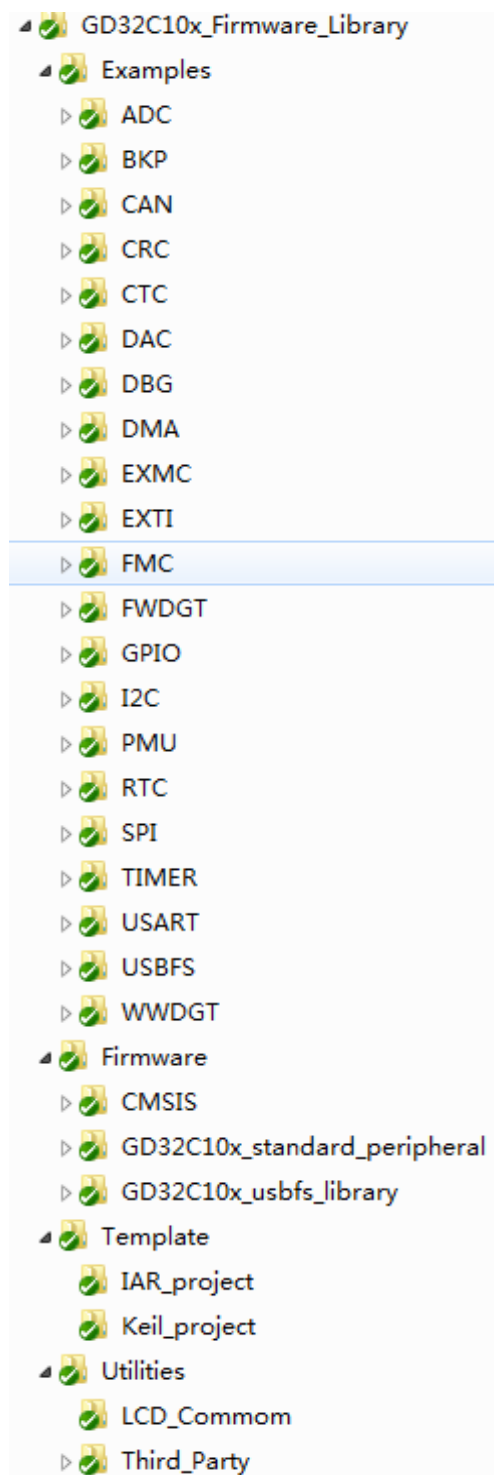 GD32C10x_Firmware_Library
Examples
ADC
BKP
CAN
CRC
CTC
DAC
DBG
DMA
EXMC
EXTI
FMC
FWDGT
GPIO
I2C
PMU
RTC
SPI
TIMER
USART
USBFS
WWDGT
Firmware
CMSIS
GD32C10x_standard_peripheral
GD32C10x_usbfs_library
Template
IAR_project
Keil_project
Utilities
LCD_Commom
Third_Party